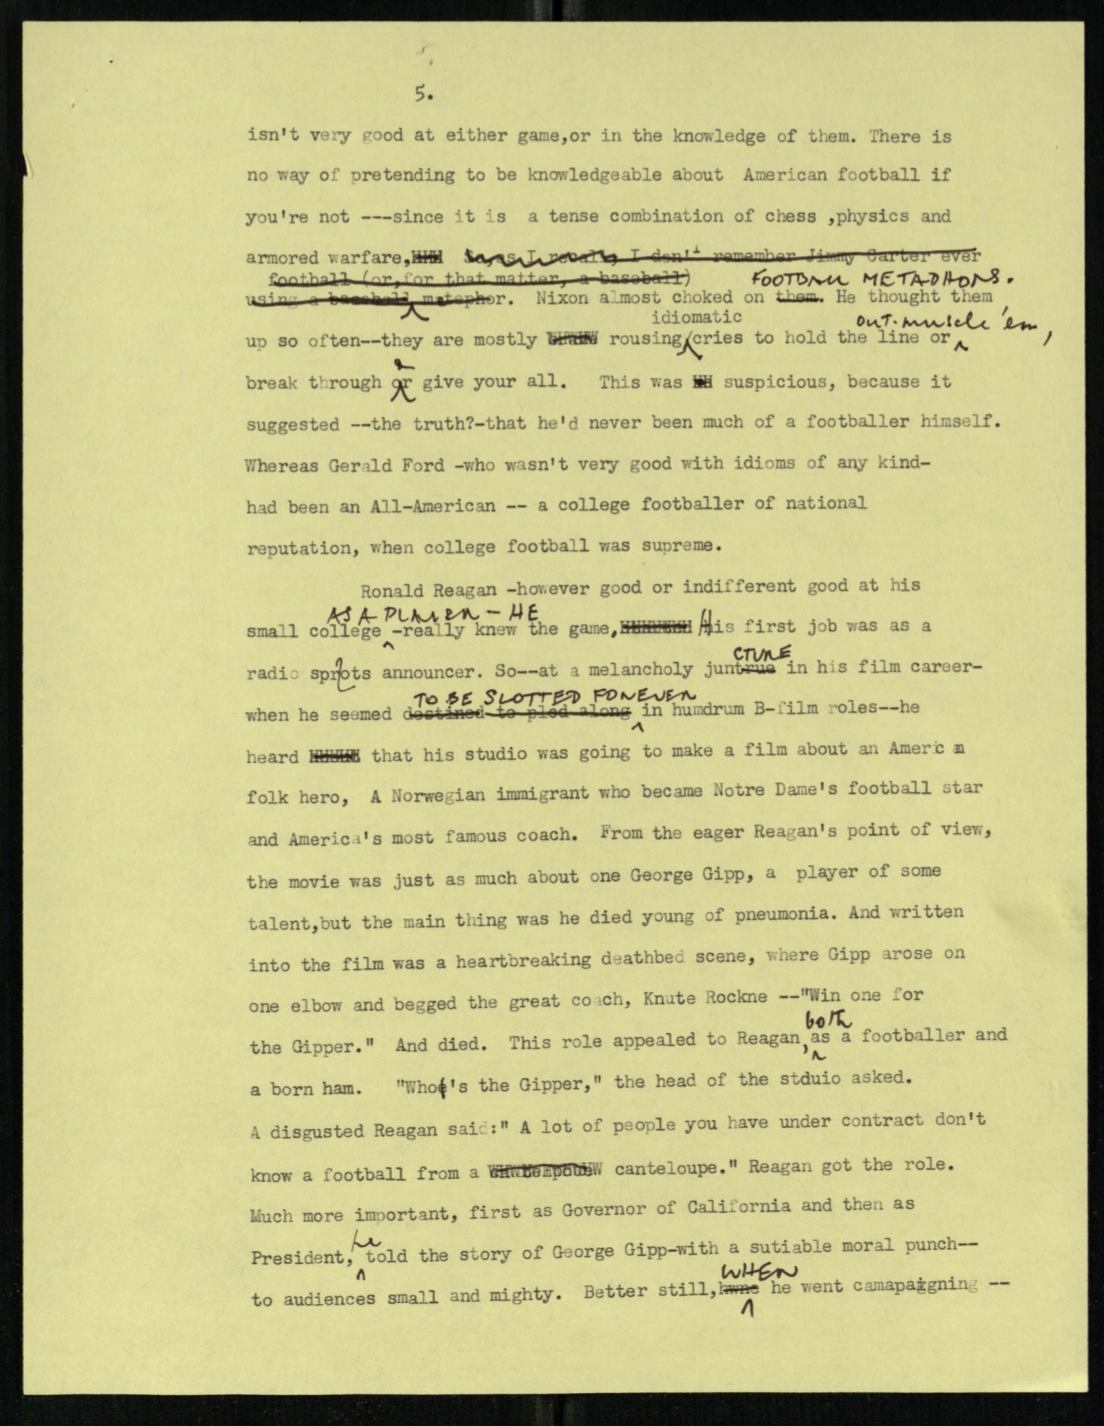 5.
isn't very good at either game,or in the knowledge of them. There is
no way of pretending to be knowledgeable about American football if
you're not ---since it is a tense combination of chess ,physics and
armored warfare, So, as I recall, I don't remember Jimmy Carter ever
football (or,for that matter, a baseball) FOOTBALL METAPHORS.
using a baseball metephor. Nixon almost choked on them. He thought them
idiomatic out-muscle 'em,
up so often--they are mostly rousing cries to hold the line or
break through or give your all. This was suspicious, because it
suggested --the truth?-that he'd never been much of a footballer himself.
Whereas Gerald Ford -who wasn't very good with idioms of any kind-
had been an All-American -- a college footballer of national
reputation, when college football was supreme.
Ronald Reagan -however good or indifferent good at his
AS A PLAYER - HE
small college -really knew the game, His first job was as a
CTURE
radio sprots announcer. So--at a melancholy juntrue in his film career-
TO BE SLOTTED FOREVER
when he seemed destined to plod along in humdrum B-film roles--he
heard that his studio was going to make a film about an Americ n
folk hero, A Norwegian immigrant who became Notre Dame's football star
and America's most famous coach. From the eager Reagan's point of view,
the movie was just as much about one George Gipp, a player of some
talent,but the main thing was he died young of pneumonia. And written
into the film was a heartbreaking deathbed scene, where Gipp arose on
one elbow and begged the great coach, Knute Rockne --"Win one for
both
the Gipper." And died. This role appealed to Reagan,as a footballer and
a born ham. "Who's the Gipper," the head of the stduio asked.
A disgusted Reagan said:" A lot of people you have under contract don't
know a football from a canteloupe." Reagan got the role.
Much more important, first as Governor of California and then as
he
President, told the story of George Gipp-with a sutiable moral punch--
WHEN
to audiences small and mighty. Better still, he went camapaigning --